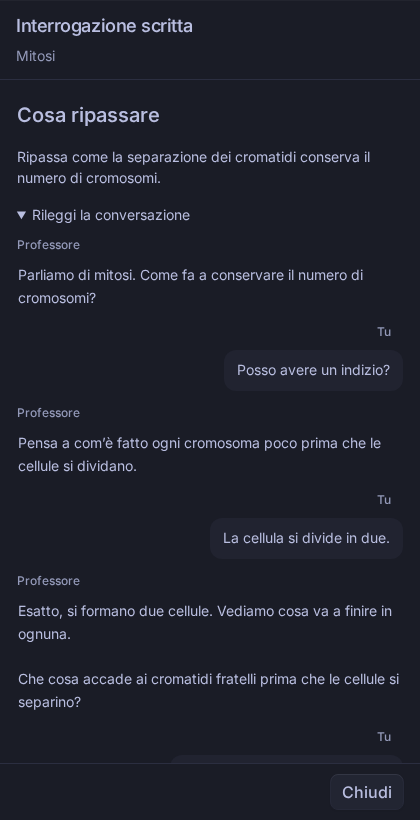 Interrogazione scritta
Mitosi
Cosa ripassare
Ripassa come la separazione dei cromatidi conserva il
numero di cromosomi.
▼ Rileggi la conversazione
Professore
Parliamo di mitosi. Come fa a conservare il numero di
cromosomi?
Tu
Posso avere un indizio?
Professore
Pensa a com’è fatto ogni cromosoma poco prima che le
cellule si dividano.
Tu
La cellula si divide in due.
Professore
Esatto, si formano due cellule. Vediamo cosa va a finire in
ognuna.
Che cosa accade ai cromatidi fratelli prima che le cellule si
separino?
Tu
Chiudi